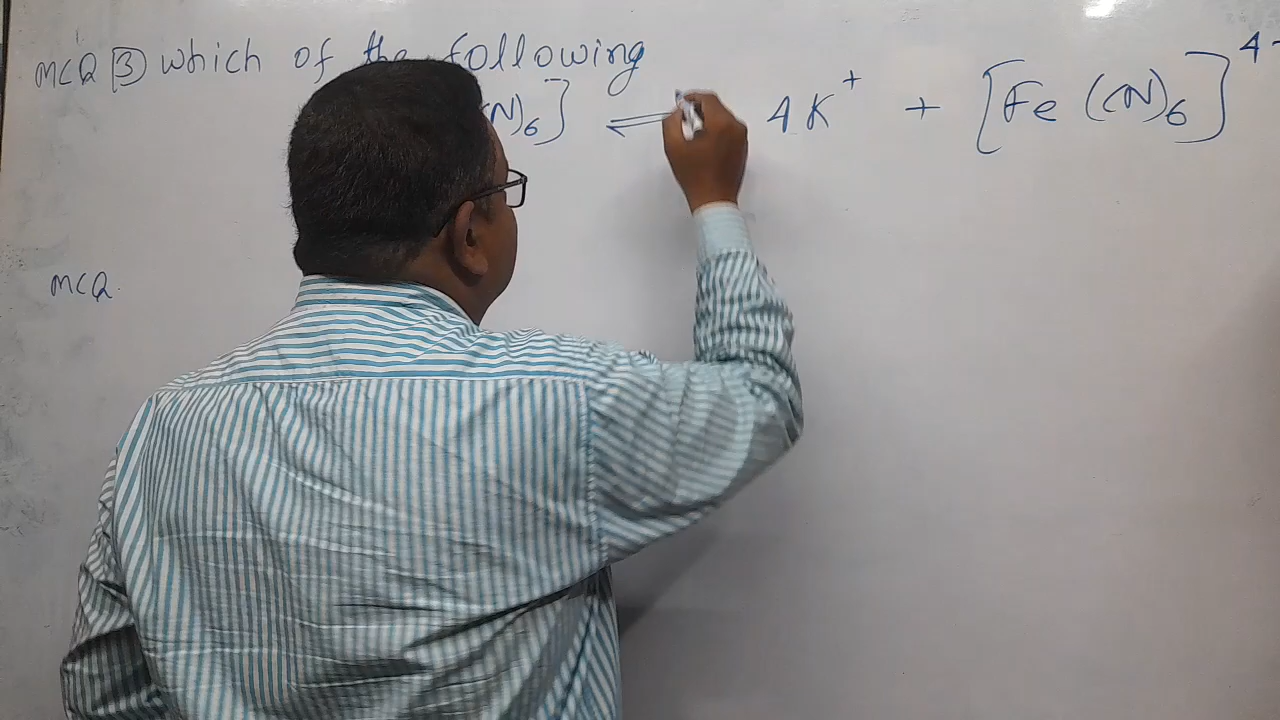 MCQ 3 which of the following
(N)6] ⇌ 4K⁺ + [Fe(CN)6]⁴⁻
MCQ.